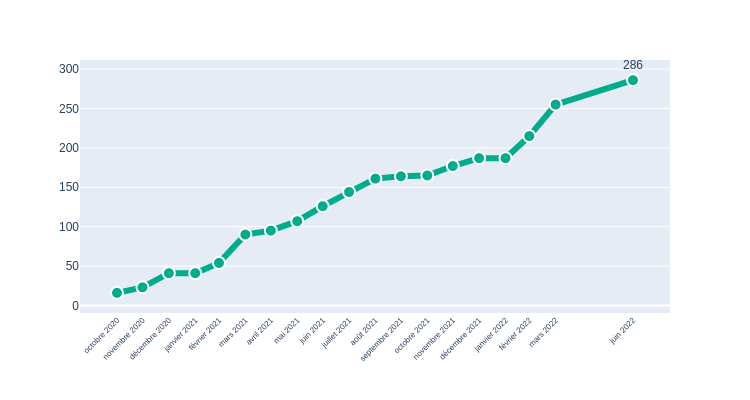 286
300
250
200
150
100
50
0
octobre 2020
novembre 2020
décembre 2020
janvier 2021
février 2021
mars 2021
avril 2021
mai 2021
juin 2021
juillet 2021
août 2021
septembre 2021
octobre 2021
novembre 2021
décembre 2021
janvier 2022
février 2022
mars 2022
juin 2022